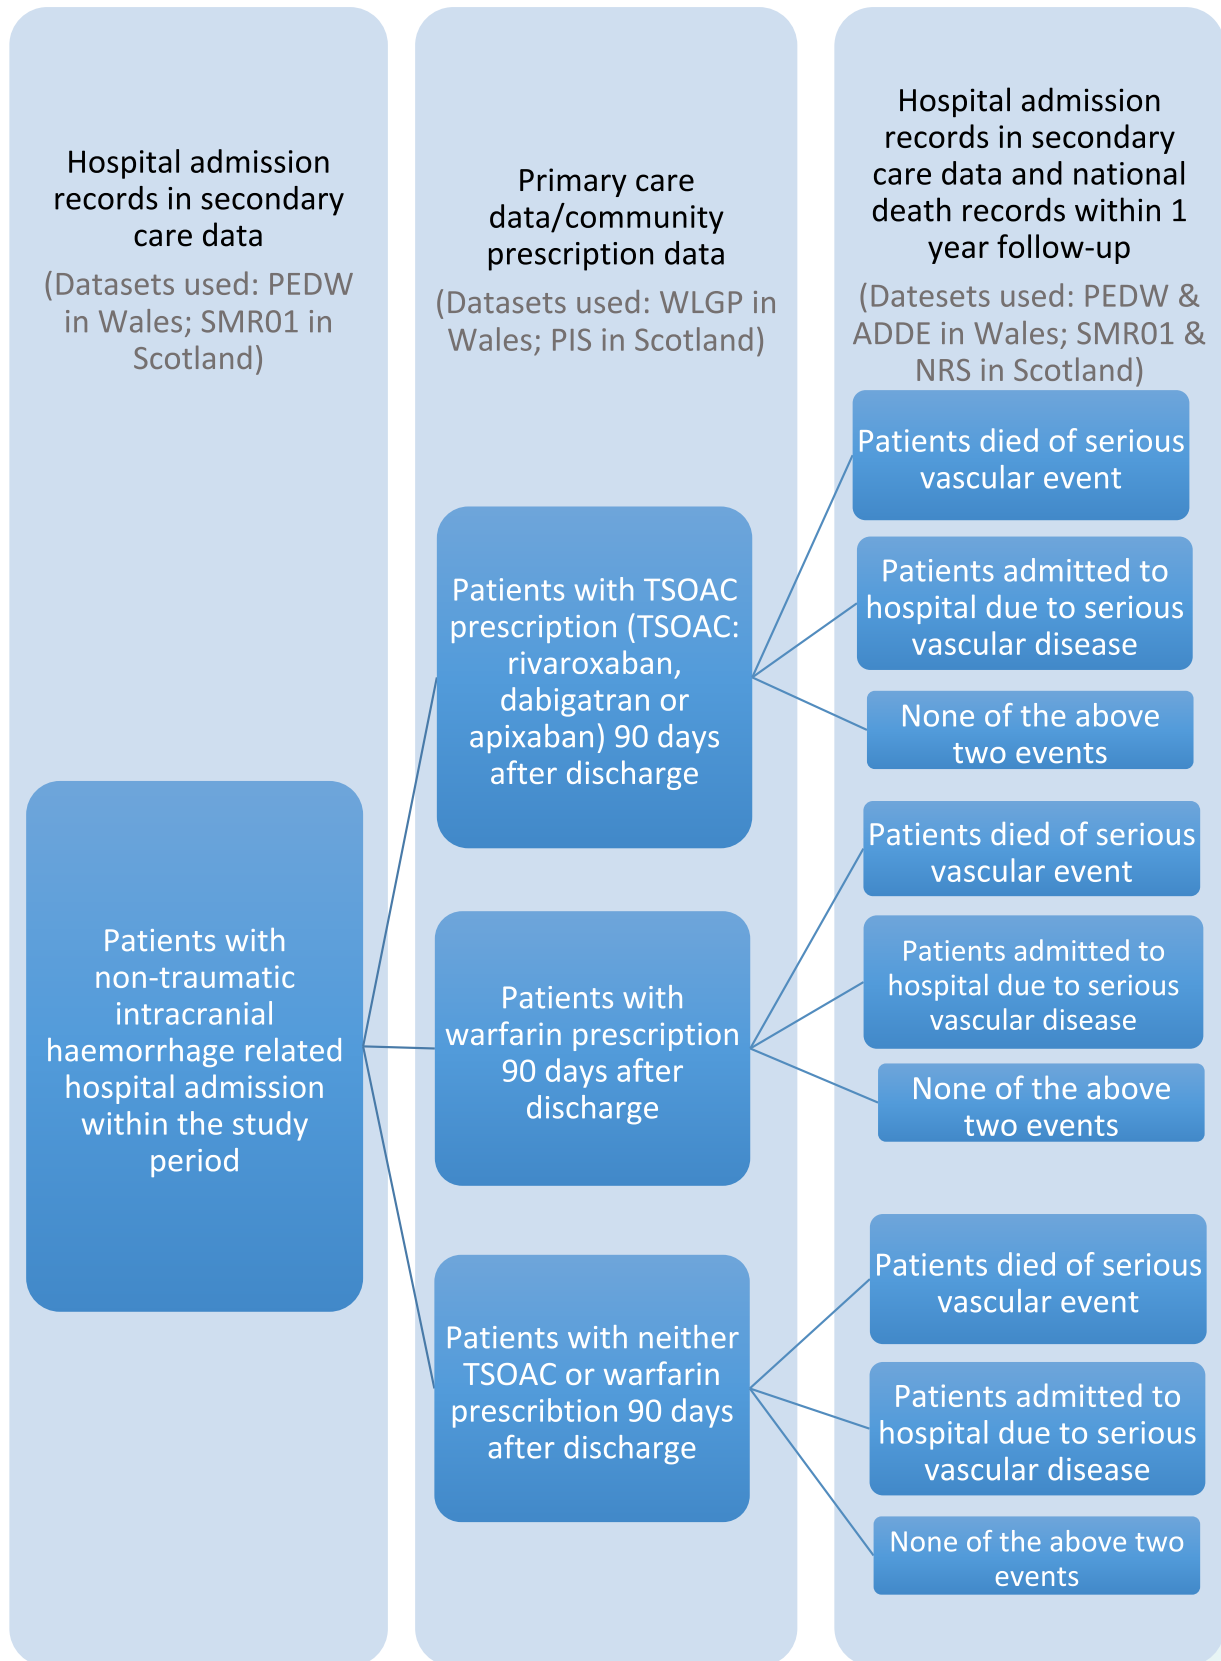 Hospital admission
records in secondary
care data
(Datasets used: PEDW
in Wales; SMR01 in
Scotland)
Patients with
non-traumatic
intracranial
haemorrhage related
hospital admission
within the study
period
Primary care
data/community
prescription data
(Datasets used: WLGP in
Wales; PIS in Scotland)
Patients with TSOAC
prescription (TSOAC:
rivaroxaban,
dabigatran or
apixaban) 90 days
after discharge
Patients with
warfarin prescription
90 days after
discharge
Patients with neither
TSOAC or warfarin
prescribtion 90 days
after discharge
Hospital admission
records in secondary
care data and national
death records within 1
year follow-up
(Datesets used: PEDW &
ADDE in Wales; SMR01 &
NRS in Scotland)
Patients died of serious
vascular event
Patients admitted to
hospital due to serious
vascular disease
None of the above
two events
Patients died of serious
vascular event
Patients admitted to
hospital due to serious
vascular disease
None of the above
two events
Patients died of serious
vascular event
Patients admitted to
hospital due to serious
vascular disease
None of the above two
events